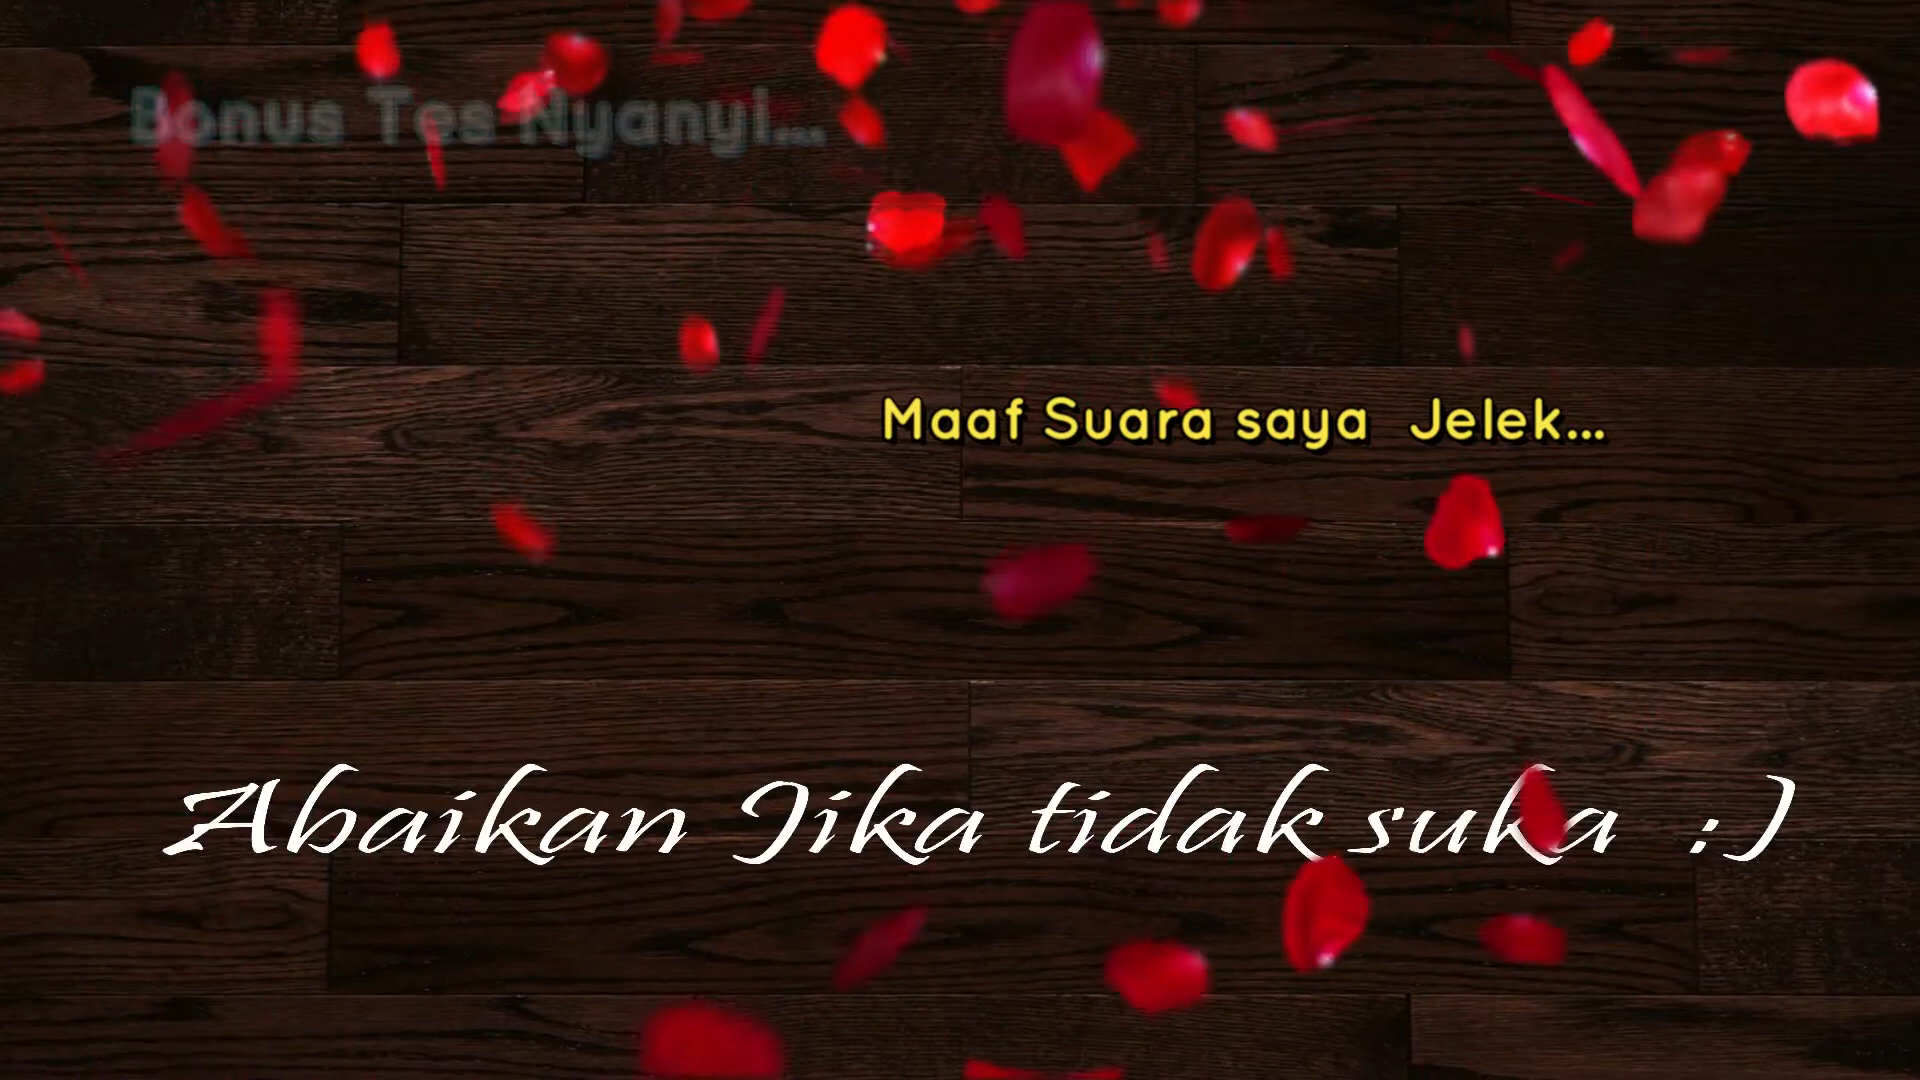 Bonus Tes Nyanyi...
Maaf Suara saya Jelek...
Abaikan Jika tidak suka :)